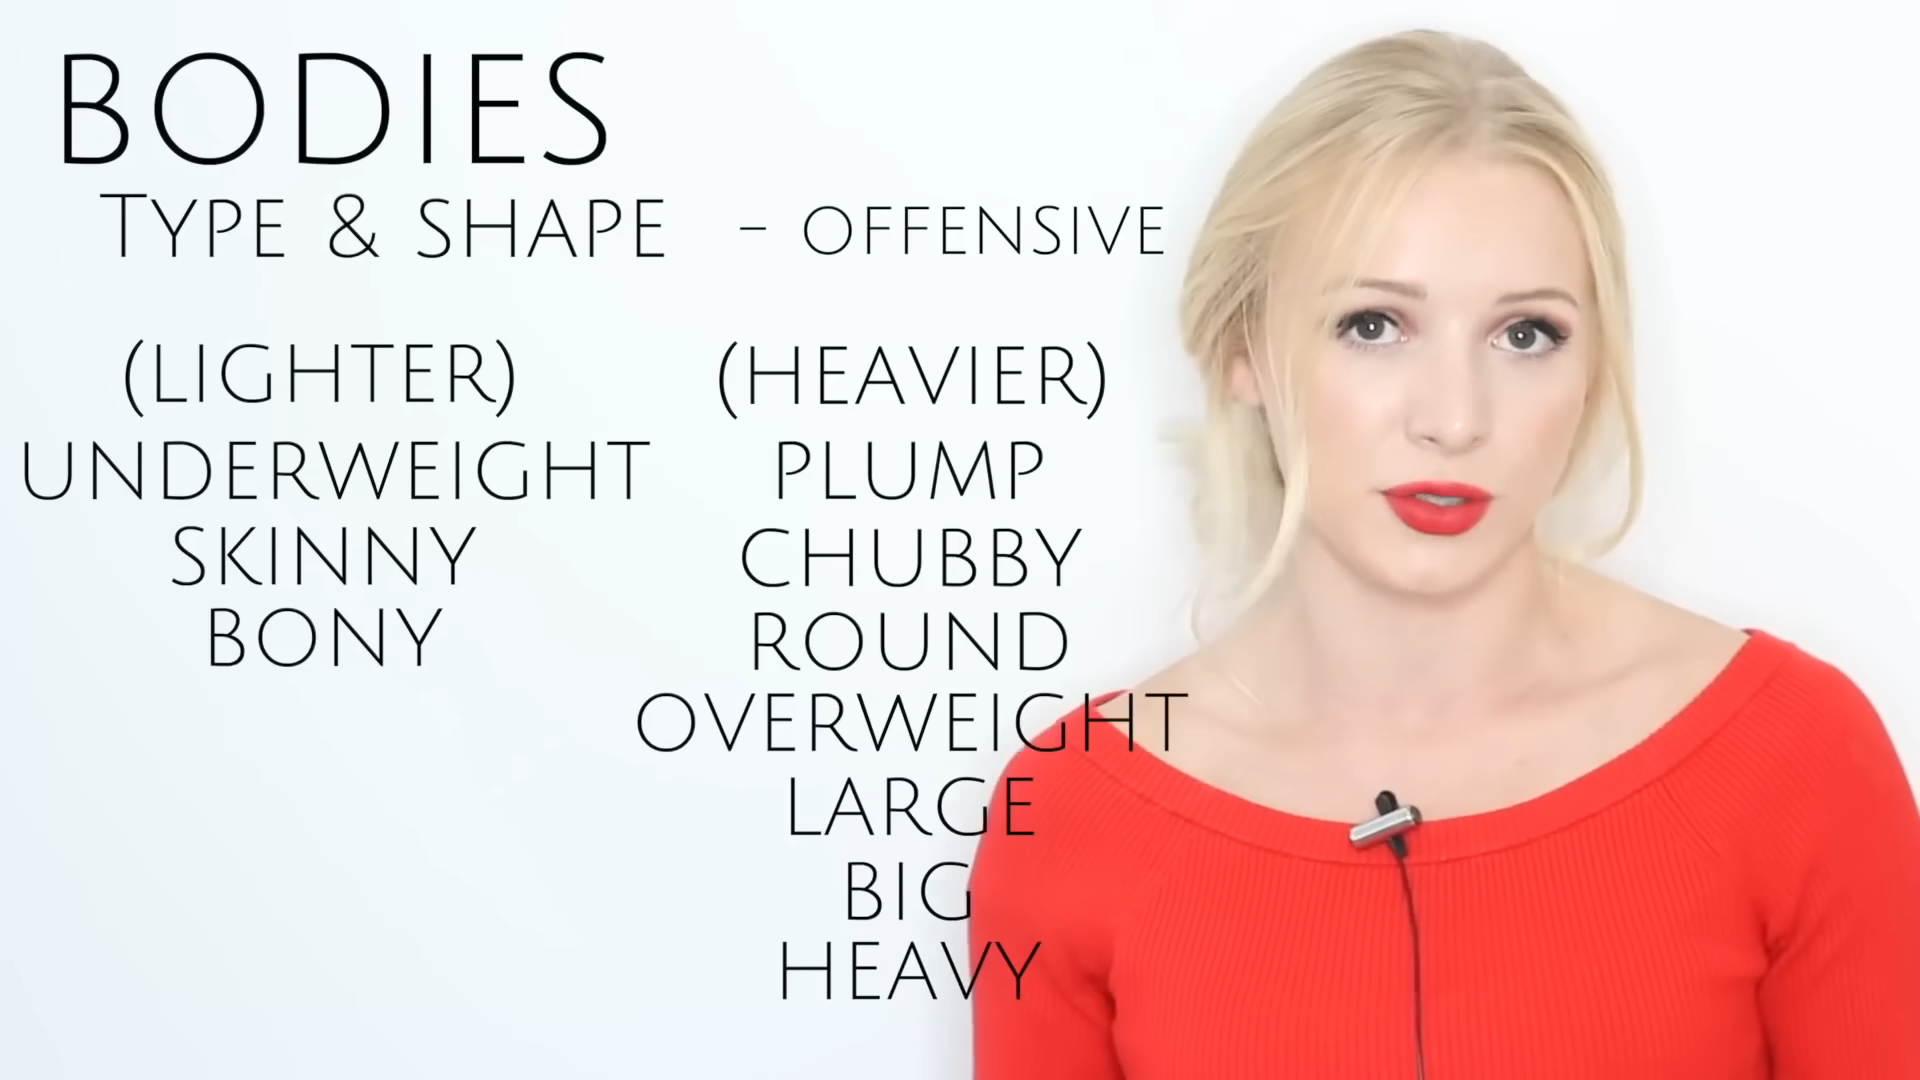 BODIES
TYPE & SHAPE - OFFENSIVE
(LIGHTER) (HEAVIER)
UNDERWEIGHT PLUMP
SKINNY CHUBBY
BONY ROUND
OVERWEIGHT
LARGE
BIG
HEAVY